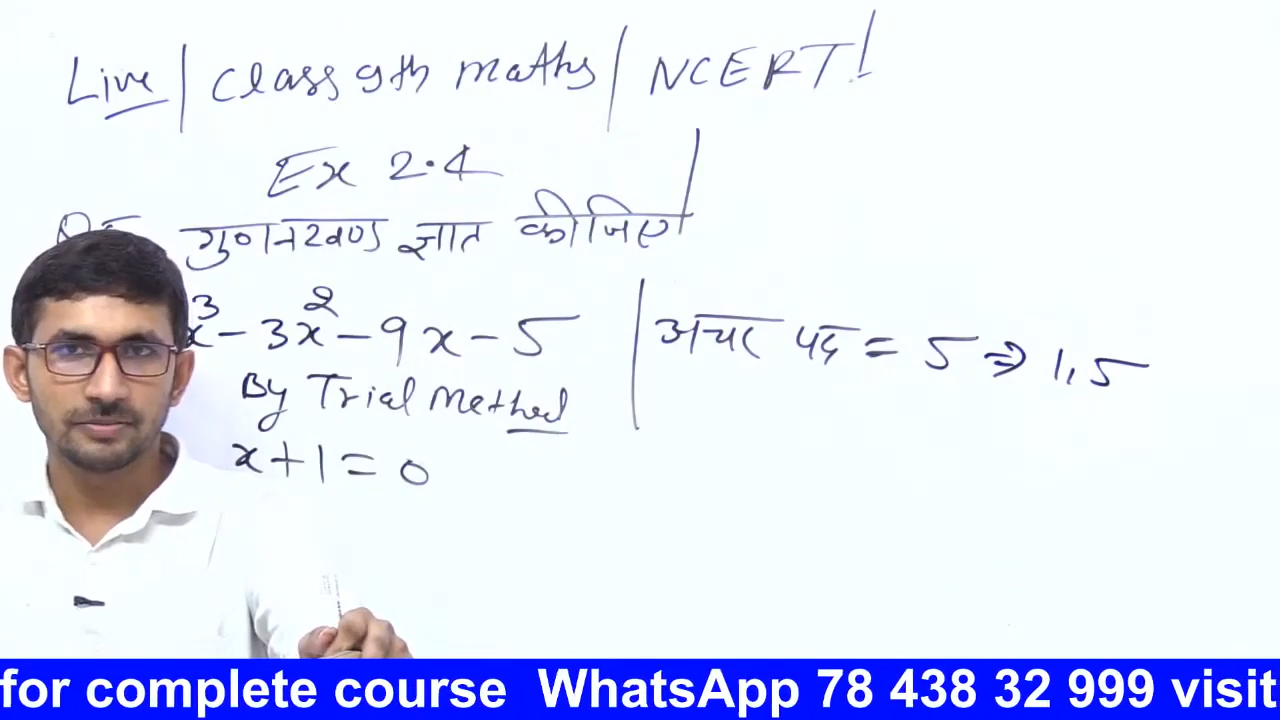 Live | Class 9th maths | NCERT!
Ex 2.4
गुणनखण्ड ज्ञात कीजिए
x³ - 3x² - 9x - 5
अचर पद = 5 ⇒ 1, 5
By Trial Method
x + 1 = 0
for complete course WhatsApp 78 438 32 999 visit